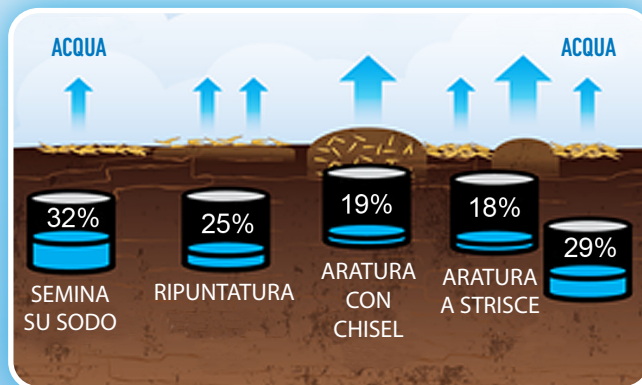 ACQUA
ACQUA
32%
25%
19%
18%
29%
SEMINA
SU SODO
RIPUNTATURA
ARATURA
CON
CHISEL
ARATURA
A STRISCE